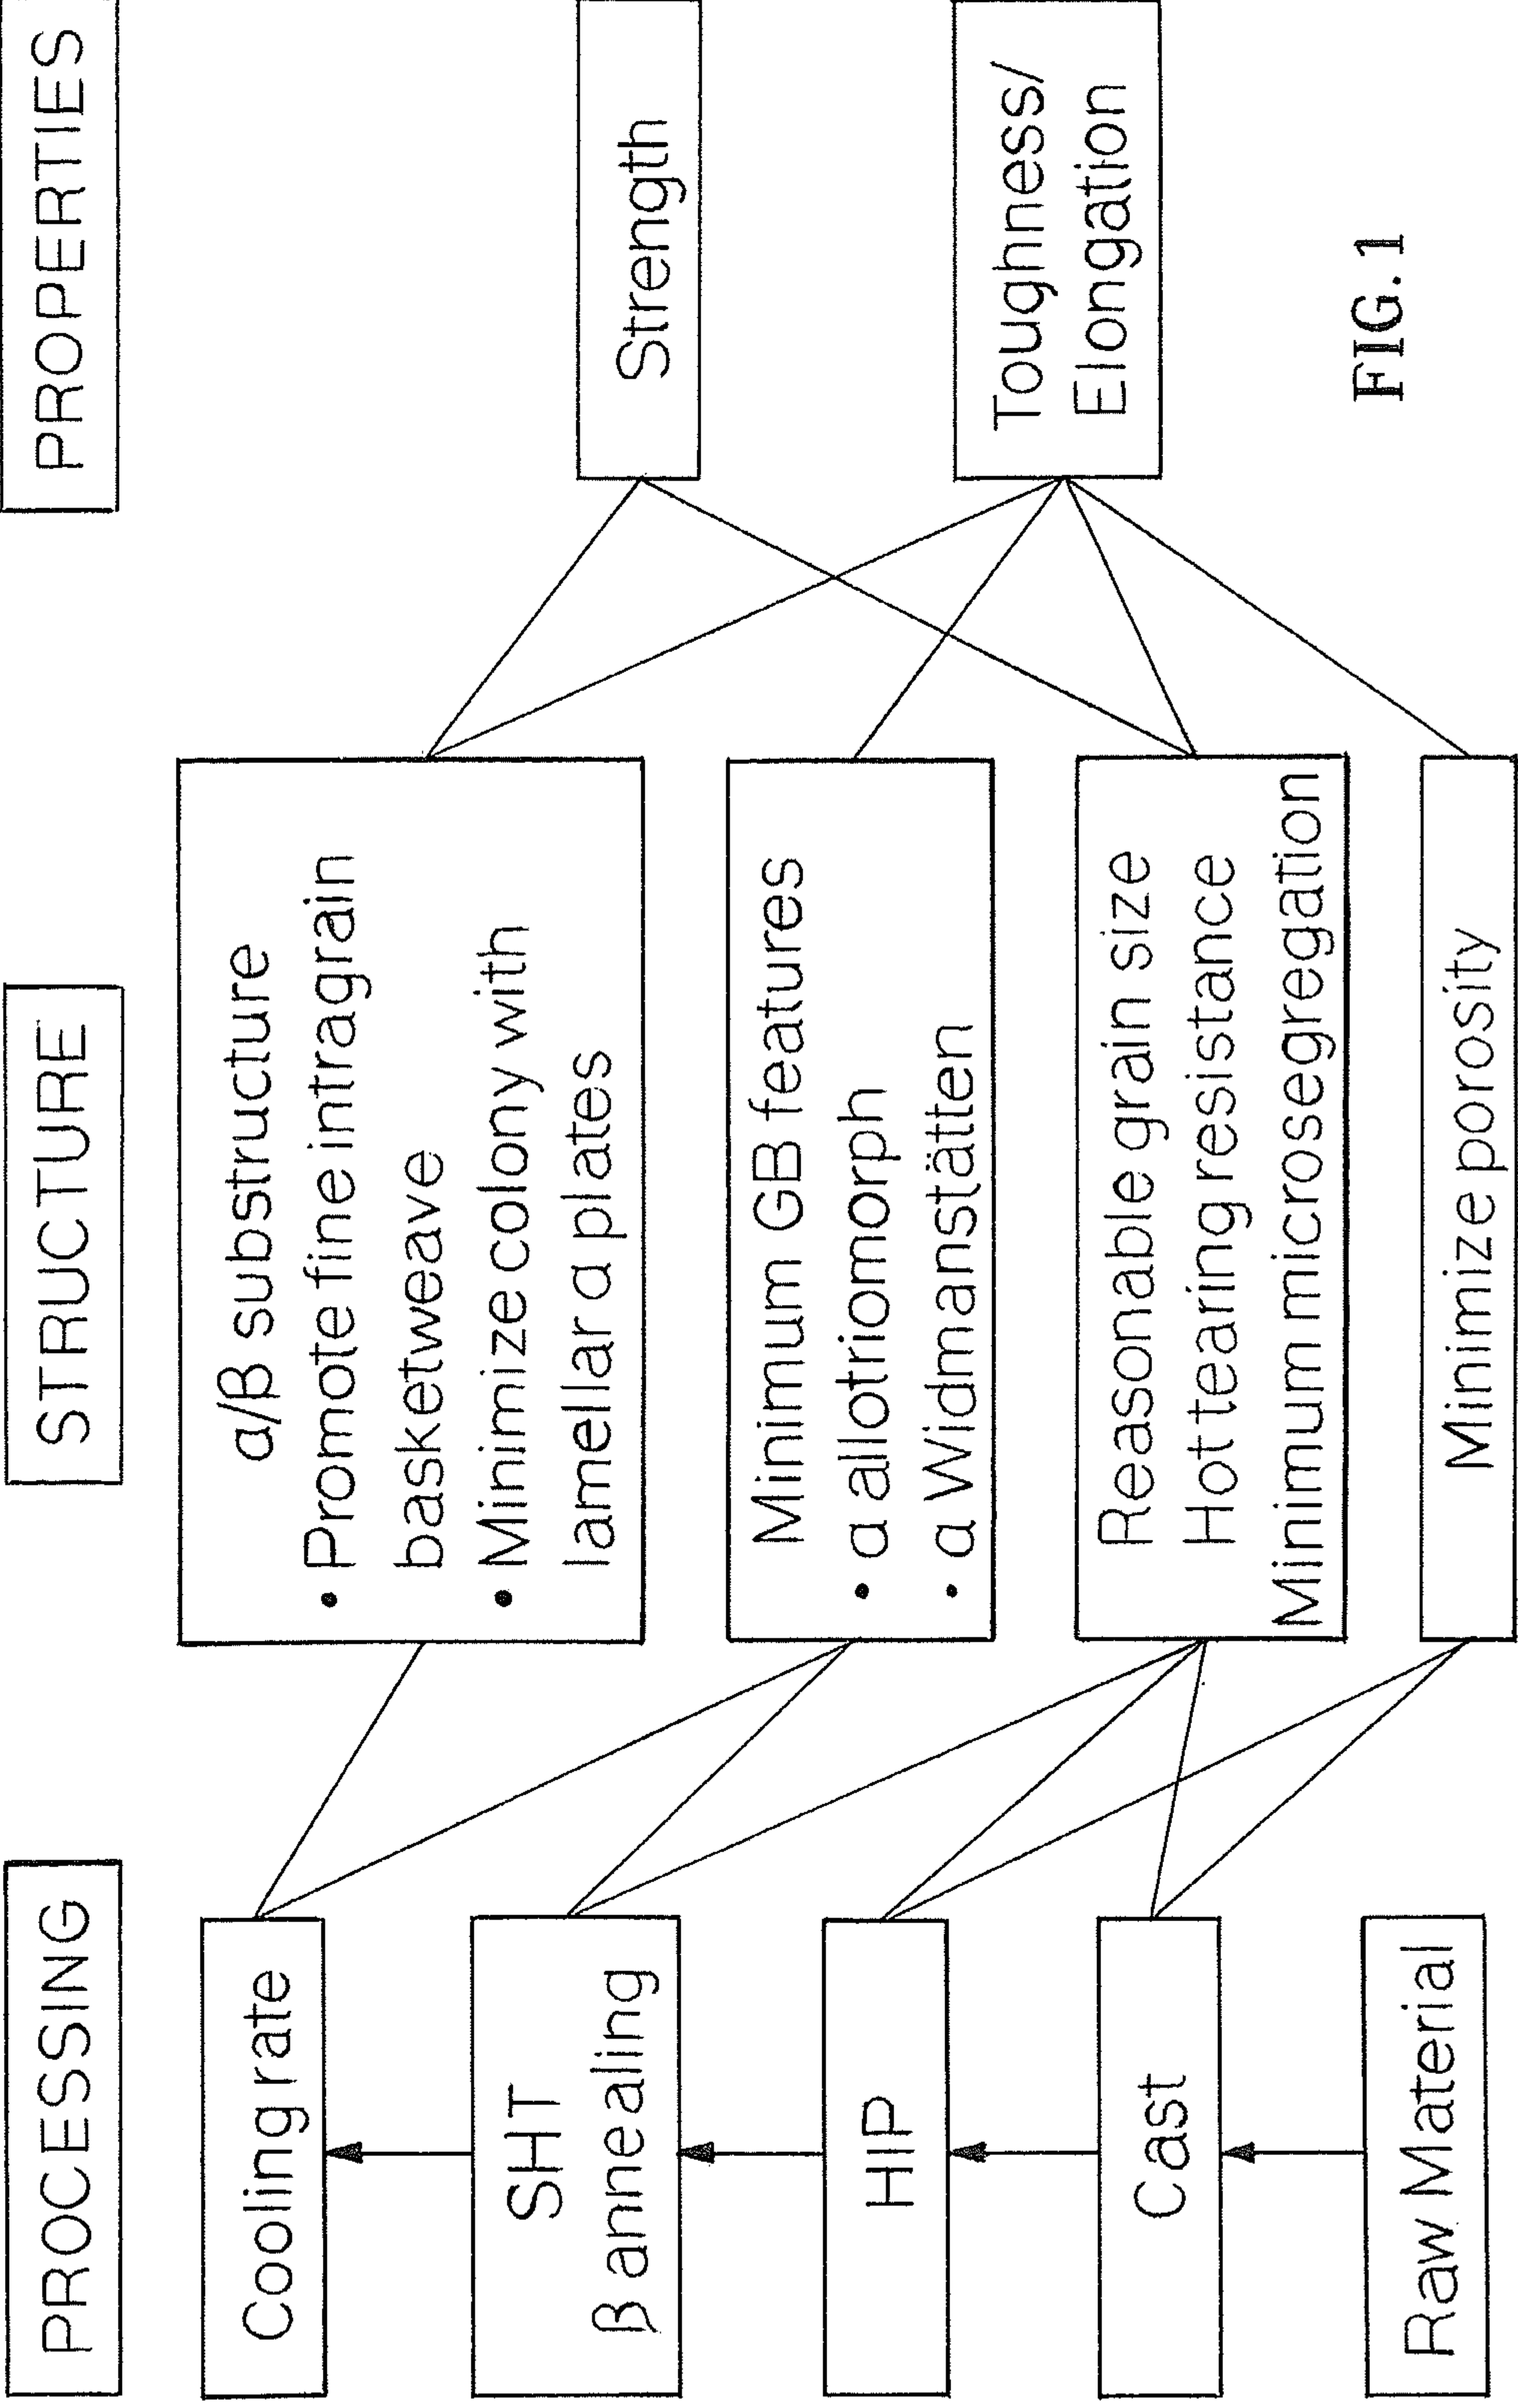 PROCESSING
STRUCTURE
PROPERTIES
Cooling rate
SHT
β annealing
HIP
Cast
Raw Material
α/β substructure
• Promote fine intragrain
basketweave
• Minimize colony with
lamellar α plates
Minimum GB features
• α allotriomorph
• α Widmanstätten
Reasonable grain size
Hot tearing resistance
Minimum microsegregation
Minimize porosity
Strength
Toughness/
Elongation
FIG. 1